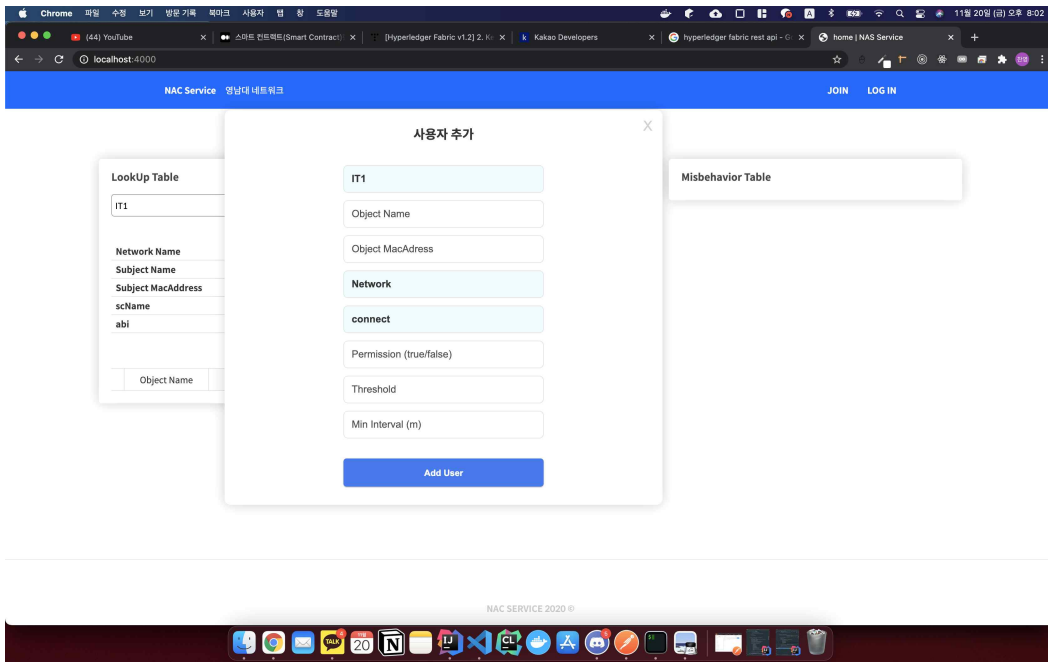 Chrome 파일 수정 보기 방문 기록 북마크 사용자 탭 창 도움말 11월 20일 (금) 오후 8:02
(44) YouTube 스마트 컨트랙트(Smart Contract) [Hyperledger Fabric v1.2] 2. Kakao Developers hyperledger fabric rest api - G home | NAS Service
localhost:4000
NAC Service 영남대 네트워크 JOIN LOG IN
사용자 추가 X
LookUp Table IT1 Misbehavior Table
IT1 Object Name
Object MacAdress
Network Name Network
Subject Name
Subject MacAddress
scName connect
abi
Permission (true/false)
Object Name Threshold
Min Interval (m)
Add User
NAC SERVICE 2020 ©
TALK
20
IJ
CL